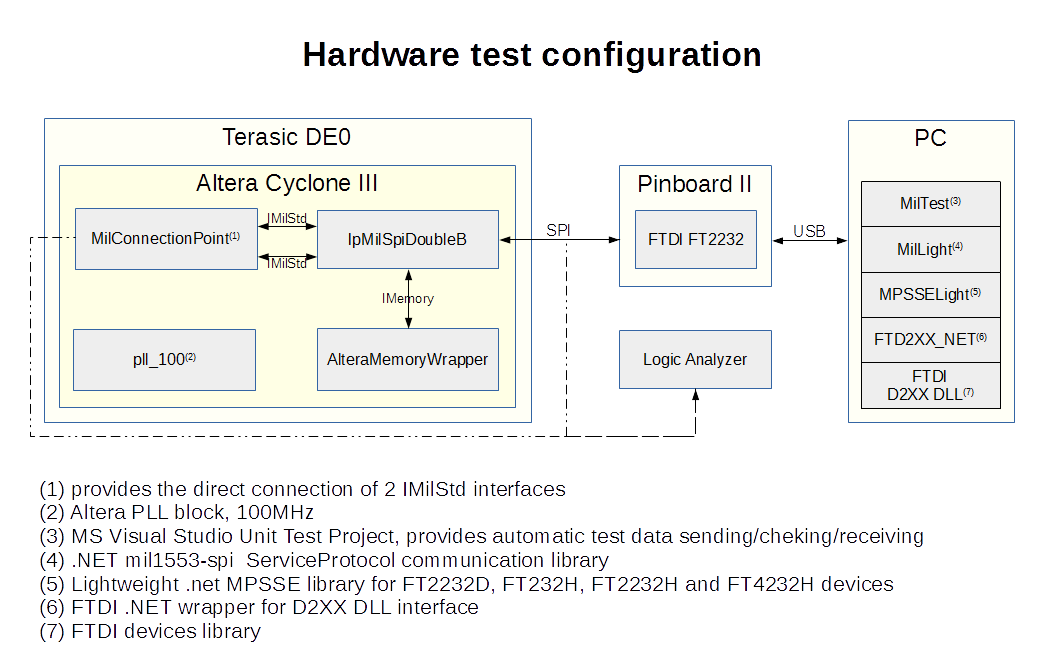 Hardware test configuration
Terasic DE0
Altera Cyclone III
MilConnectionPoint(1)
IMilStd
IMilStd
IpMilSpiDoubleB
IMemory
pll_100(2)
AlteraMemoryWrapper
SPI
Pinboard II
FTDI FT2232
Logic Analyzer
USB
PC
MilTest(3)
MilLight(4)
MPSSELight(5)
FTD2XX_NET(6)
FTDI
D2XX DLL(7)
(1) provides the direct connection of 2 IMilStd interfaces
(2) Altera PLL block, 100MHz
(3) MS Visual Studio Unit Test Project, provides automatic test data sending/cheking/receiving
(4) .NET mil1553-spi  ServiceProtocol communication library
(5) Lightweight .net MPSSE library for FT2232D, FT232H, FT2232H and FT4232H devices
(6) FTDI .NET wrapper for D2XX DLL interface
(7) FTDI devices library